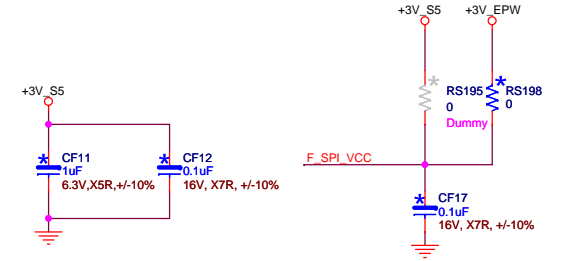 +3V_S5
+3V_EPW
RS195
0
Dummy
RS198
0
+3V_S5
F_SPI_VCC
CF11
1uF
6.3V,X5R,+/-10%
CF12
0.1uF
16V, X7R, +/-10%
CF17
0.1uF
16V, X7R, +/-10%